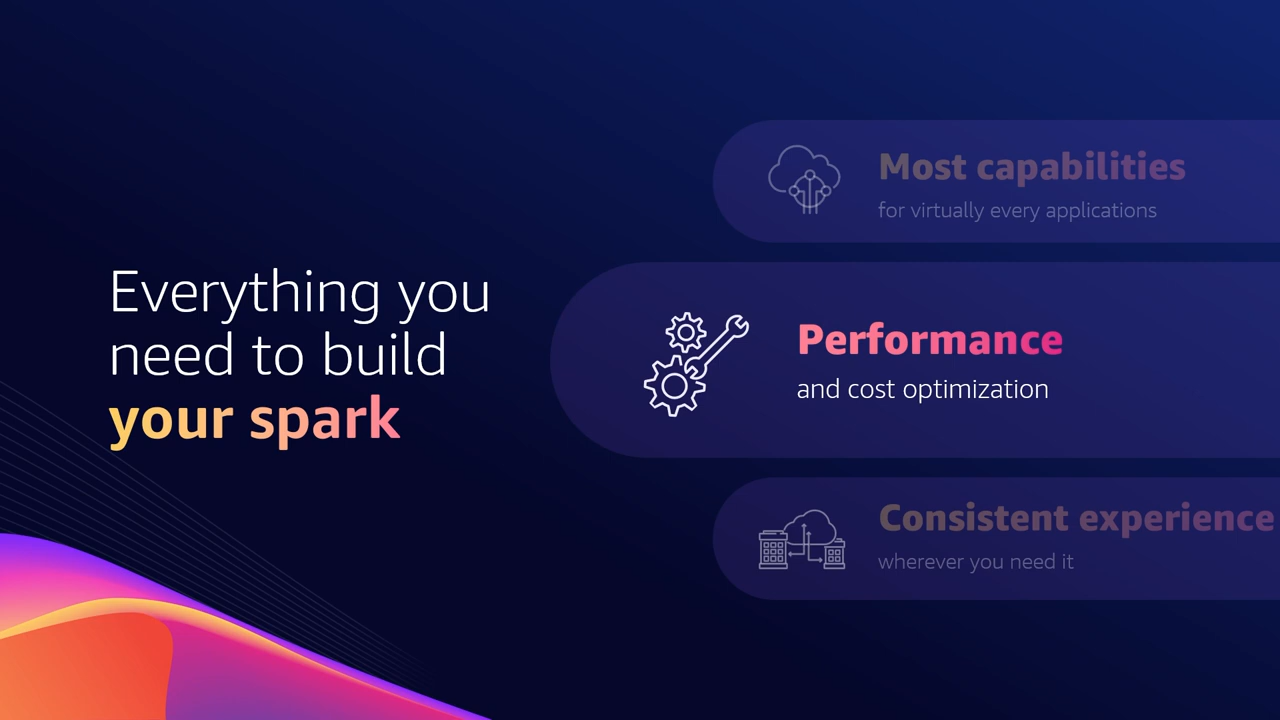 Everything you
need to build
your spark
Most capabilities
for virtually every applications
Performance
and cost optimization
Consistent experience
wherever you need it